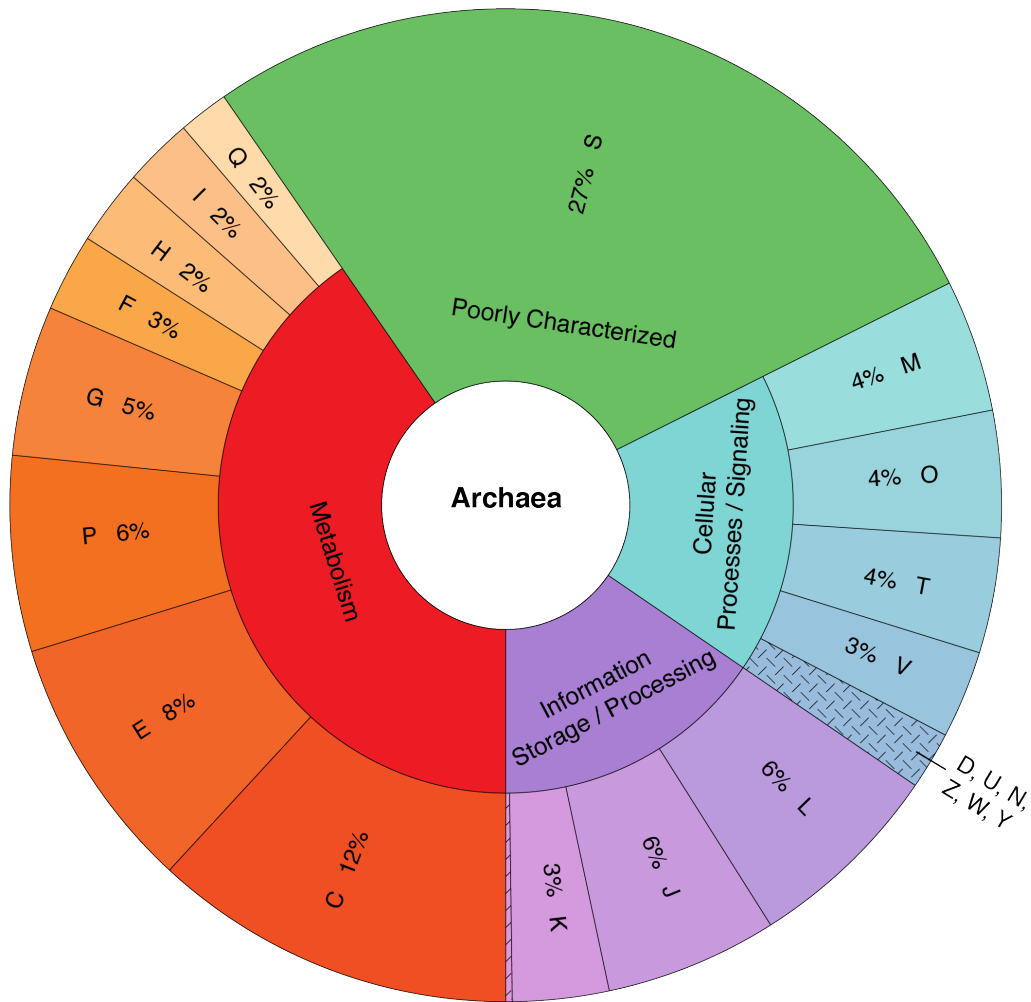 Archaea
Poorly Characterized
27% S
Cellular
Processes / Signaling
4% M
4% O
4% T
3% V
D, U, N,
Z, W, Y
Information
Storage / Processing
6% L
6% J
3% K
Metabolism
C 12%
E 8%
P 6%
G 5%
F 3%
H 2%
I 2%
Q 2%